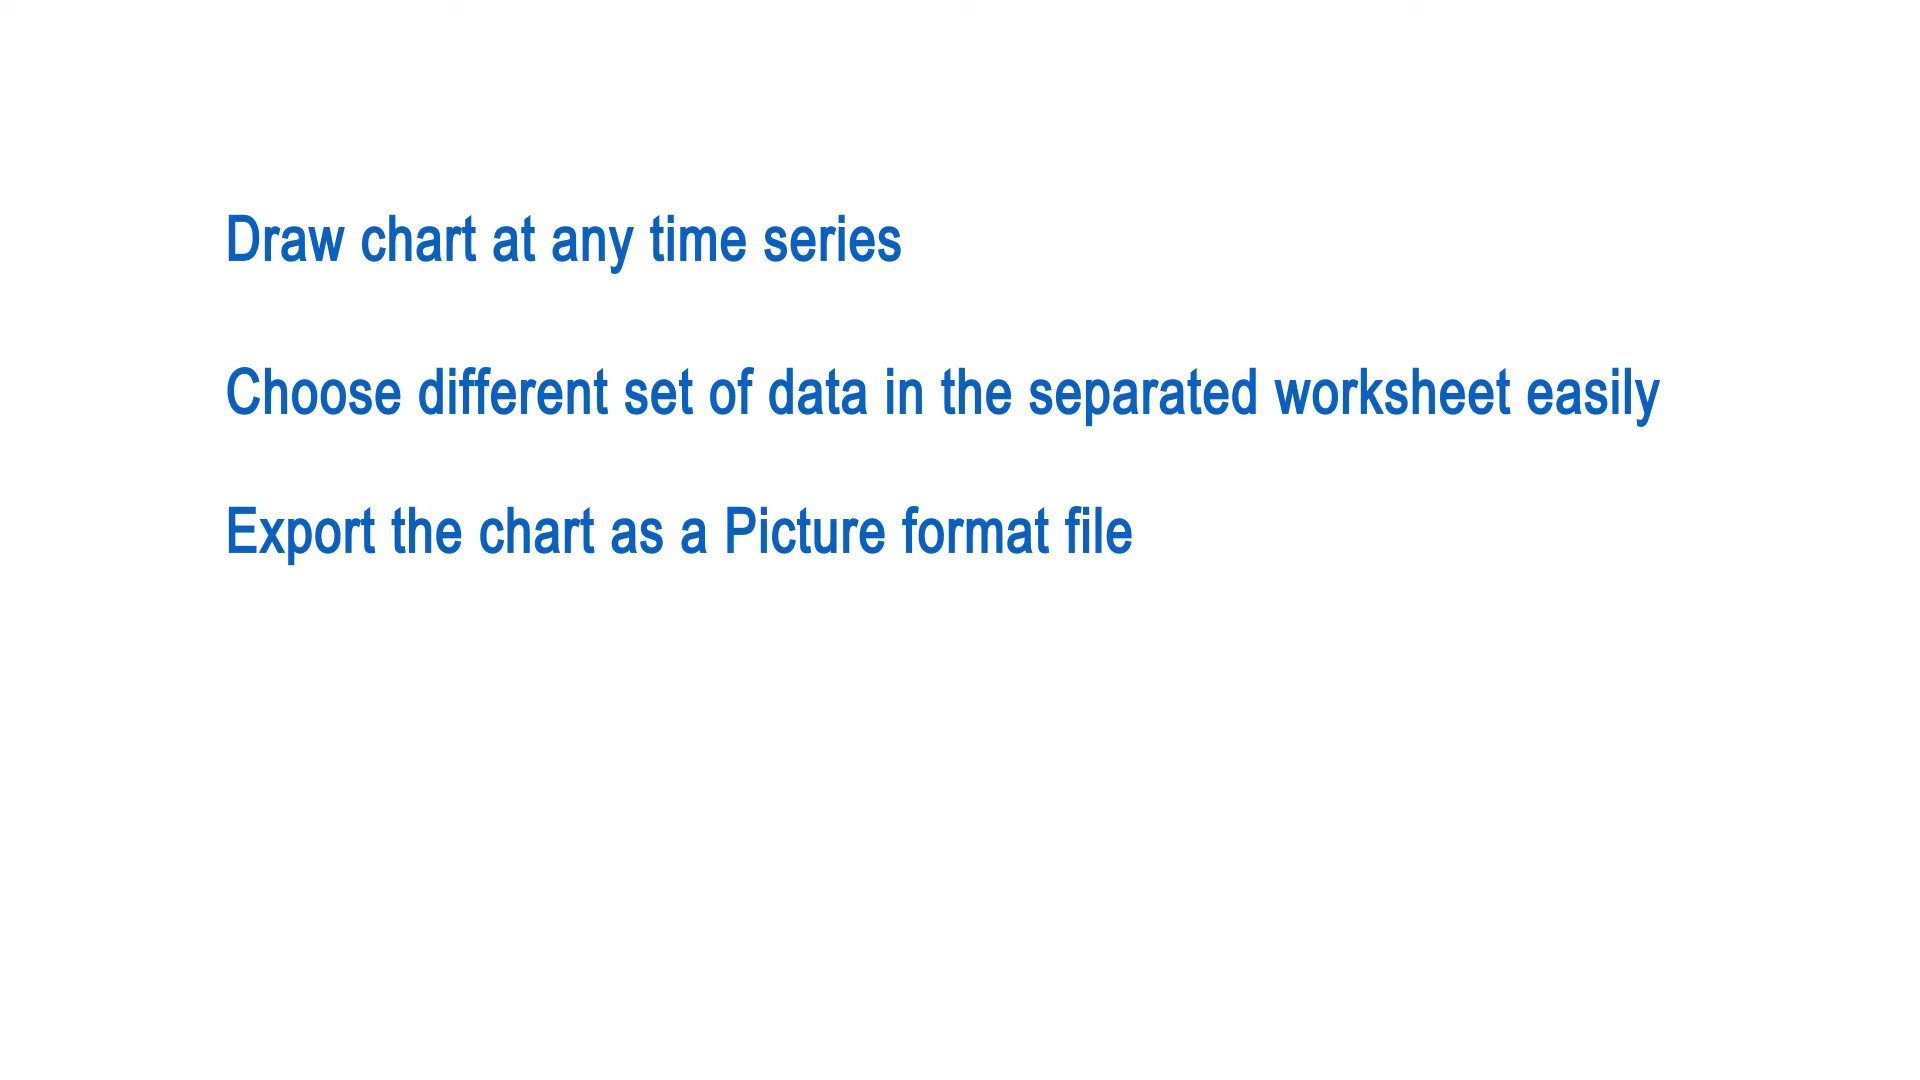 Draw chart at any time series
Choose different set of data in the separated worksheet easily
Export the chart as a Picture format file